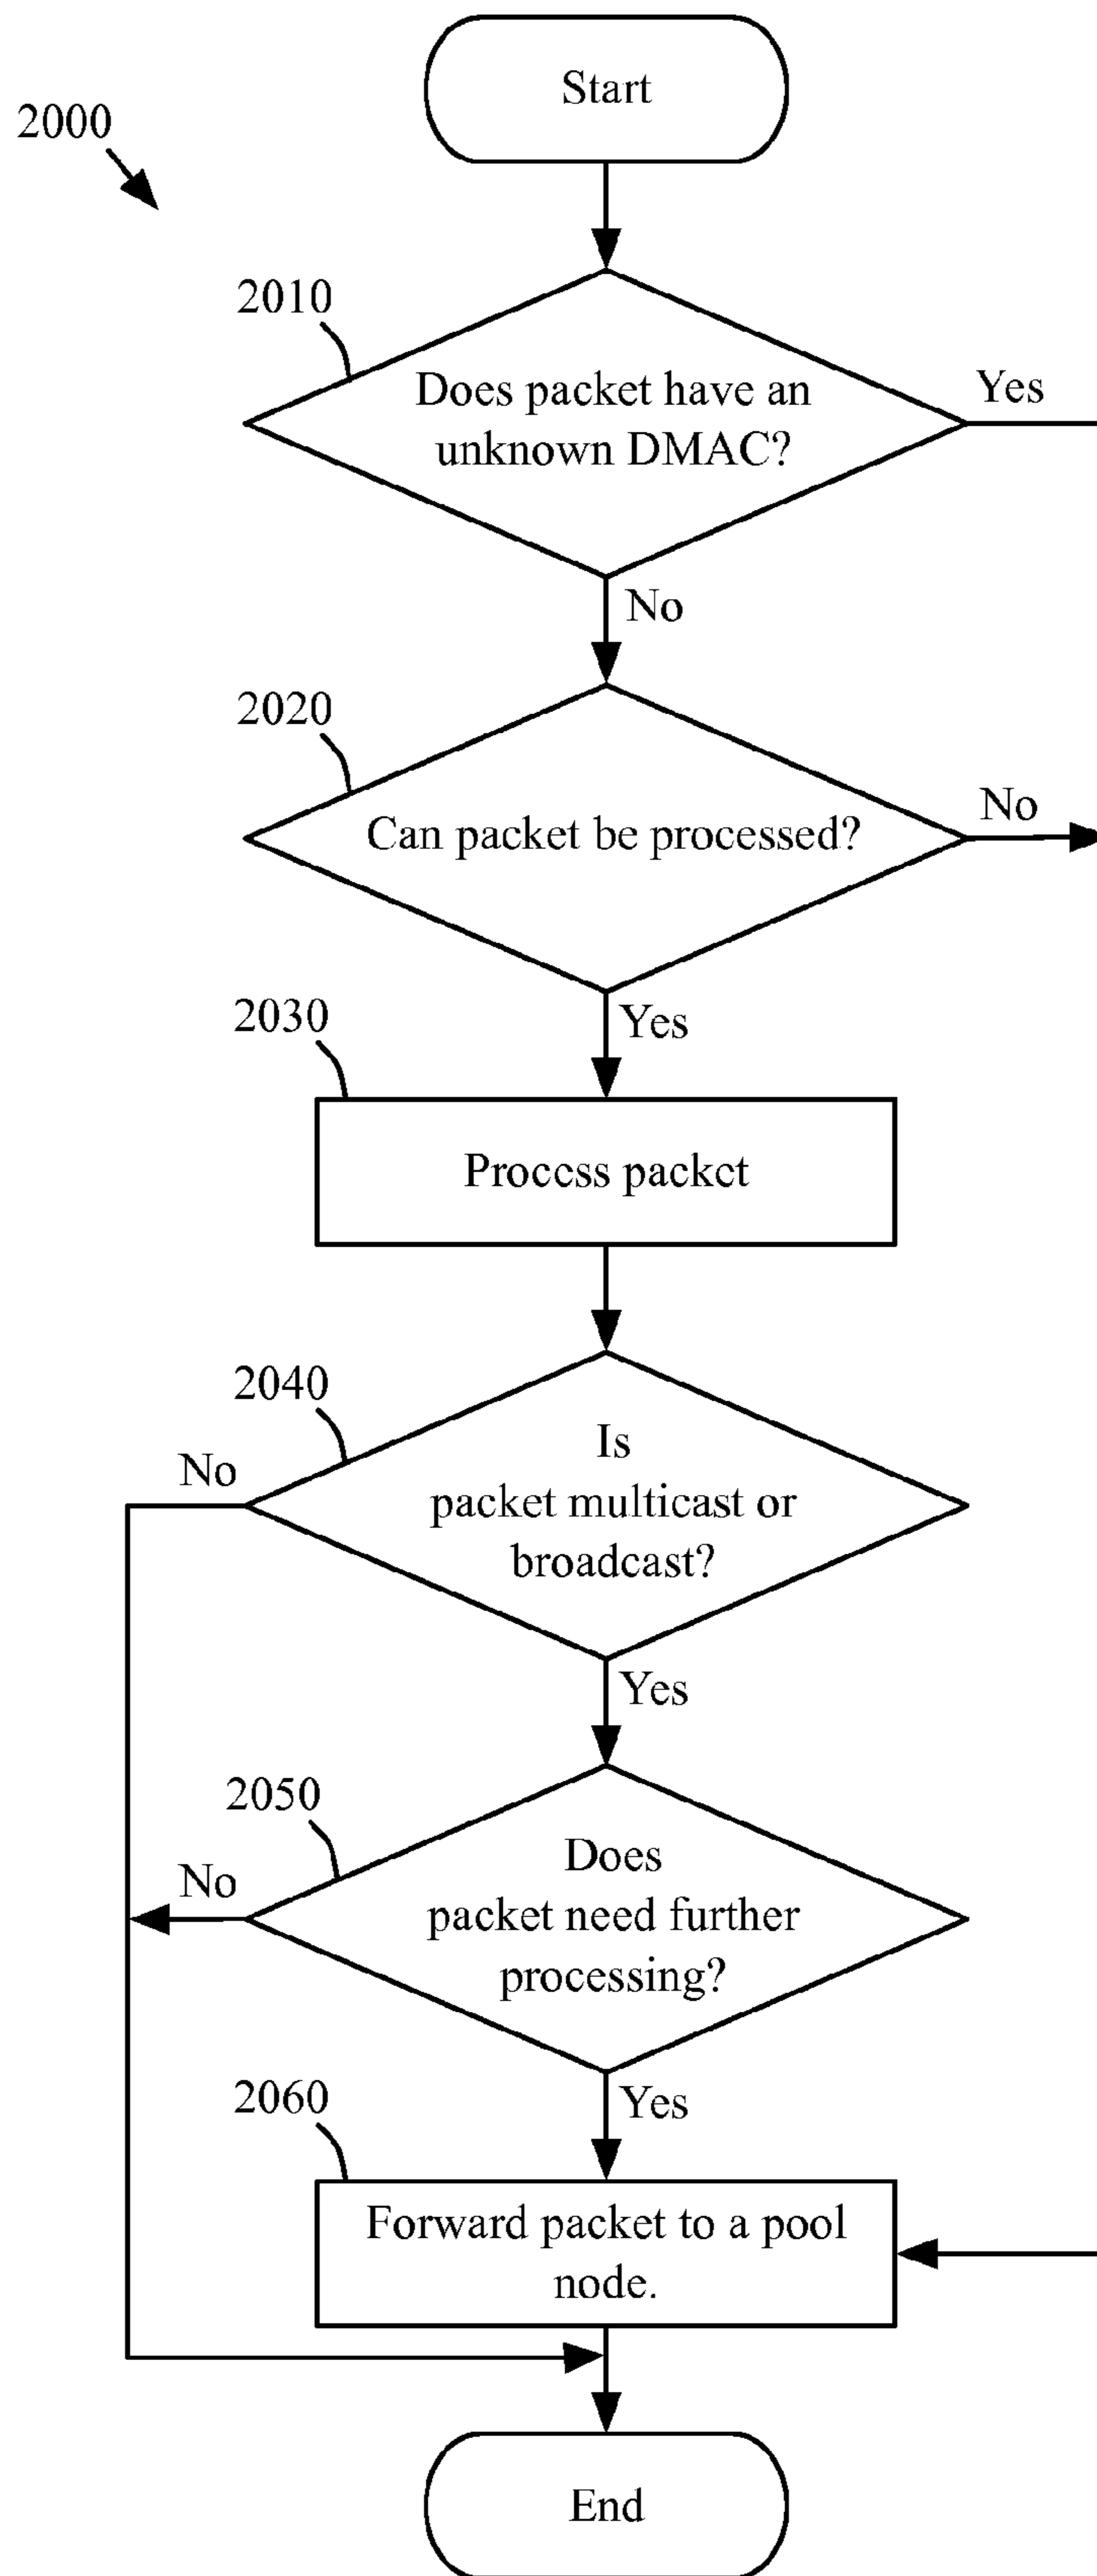 Start
2000
2010
Does packet have an
unknown DMAC?
Yes
No
2020
Can packet be processed?
No
Yes
2030
Process packet
2040
Is
packet multicast or
broadcast?
No
Yes
2050
Does
packet need further
processing?
No
Yes
2060
Forward packet to a pool
node.
End